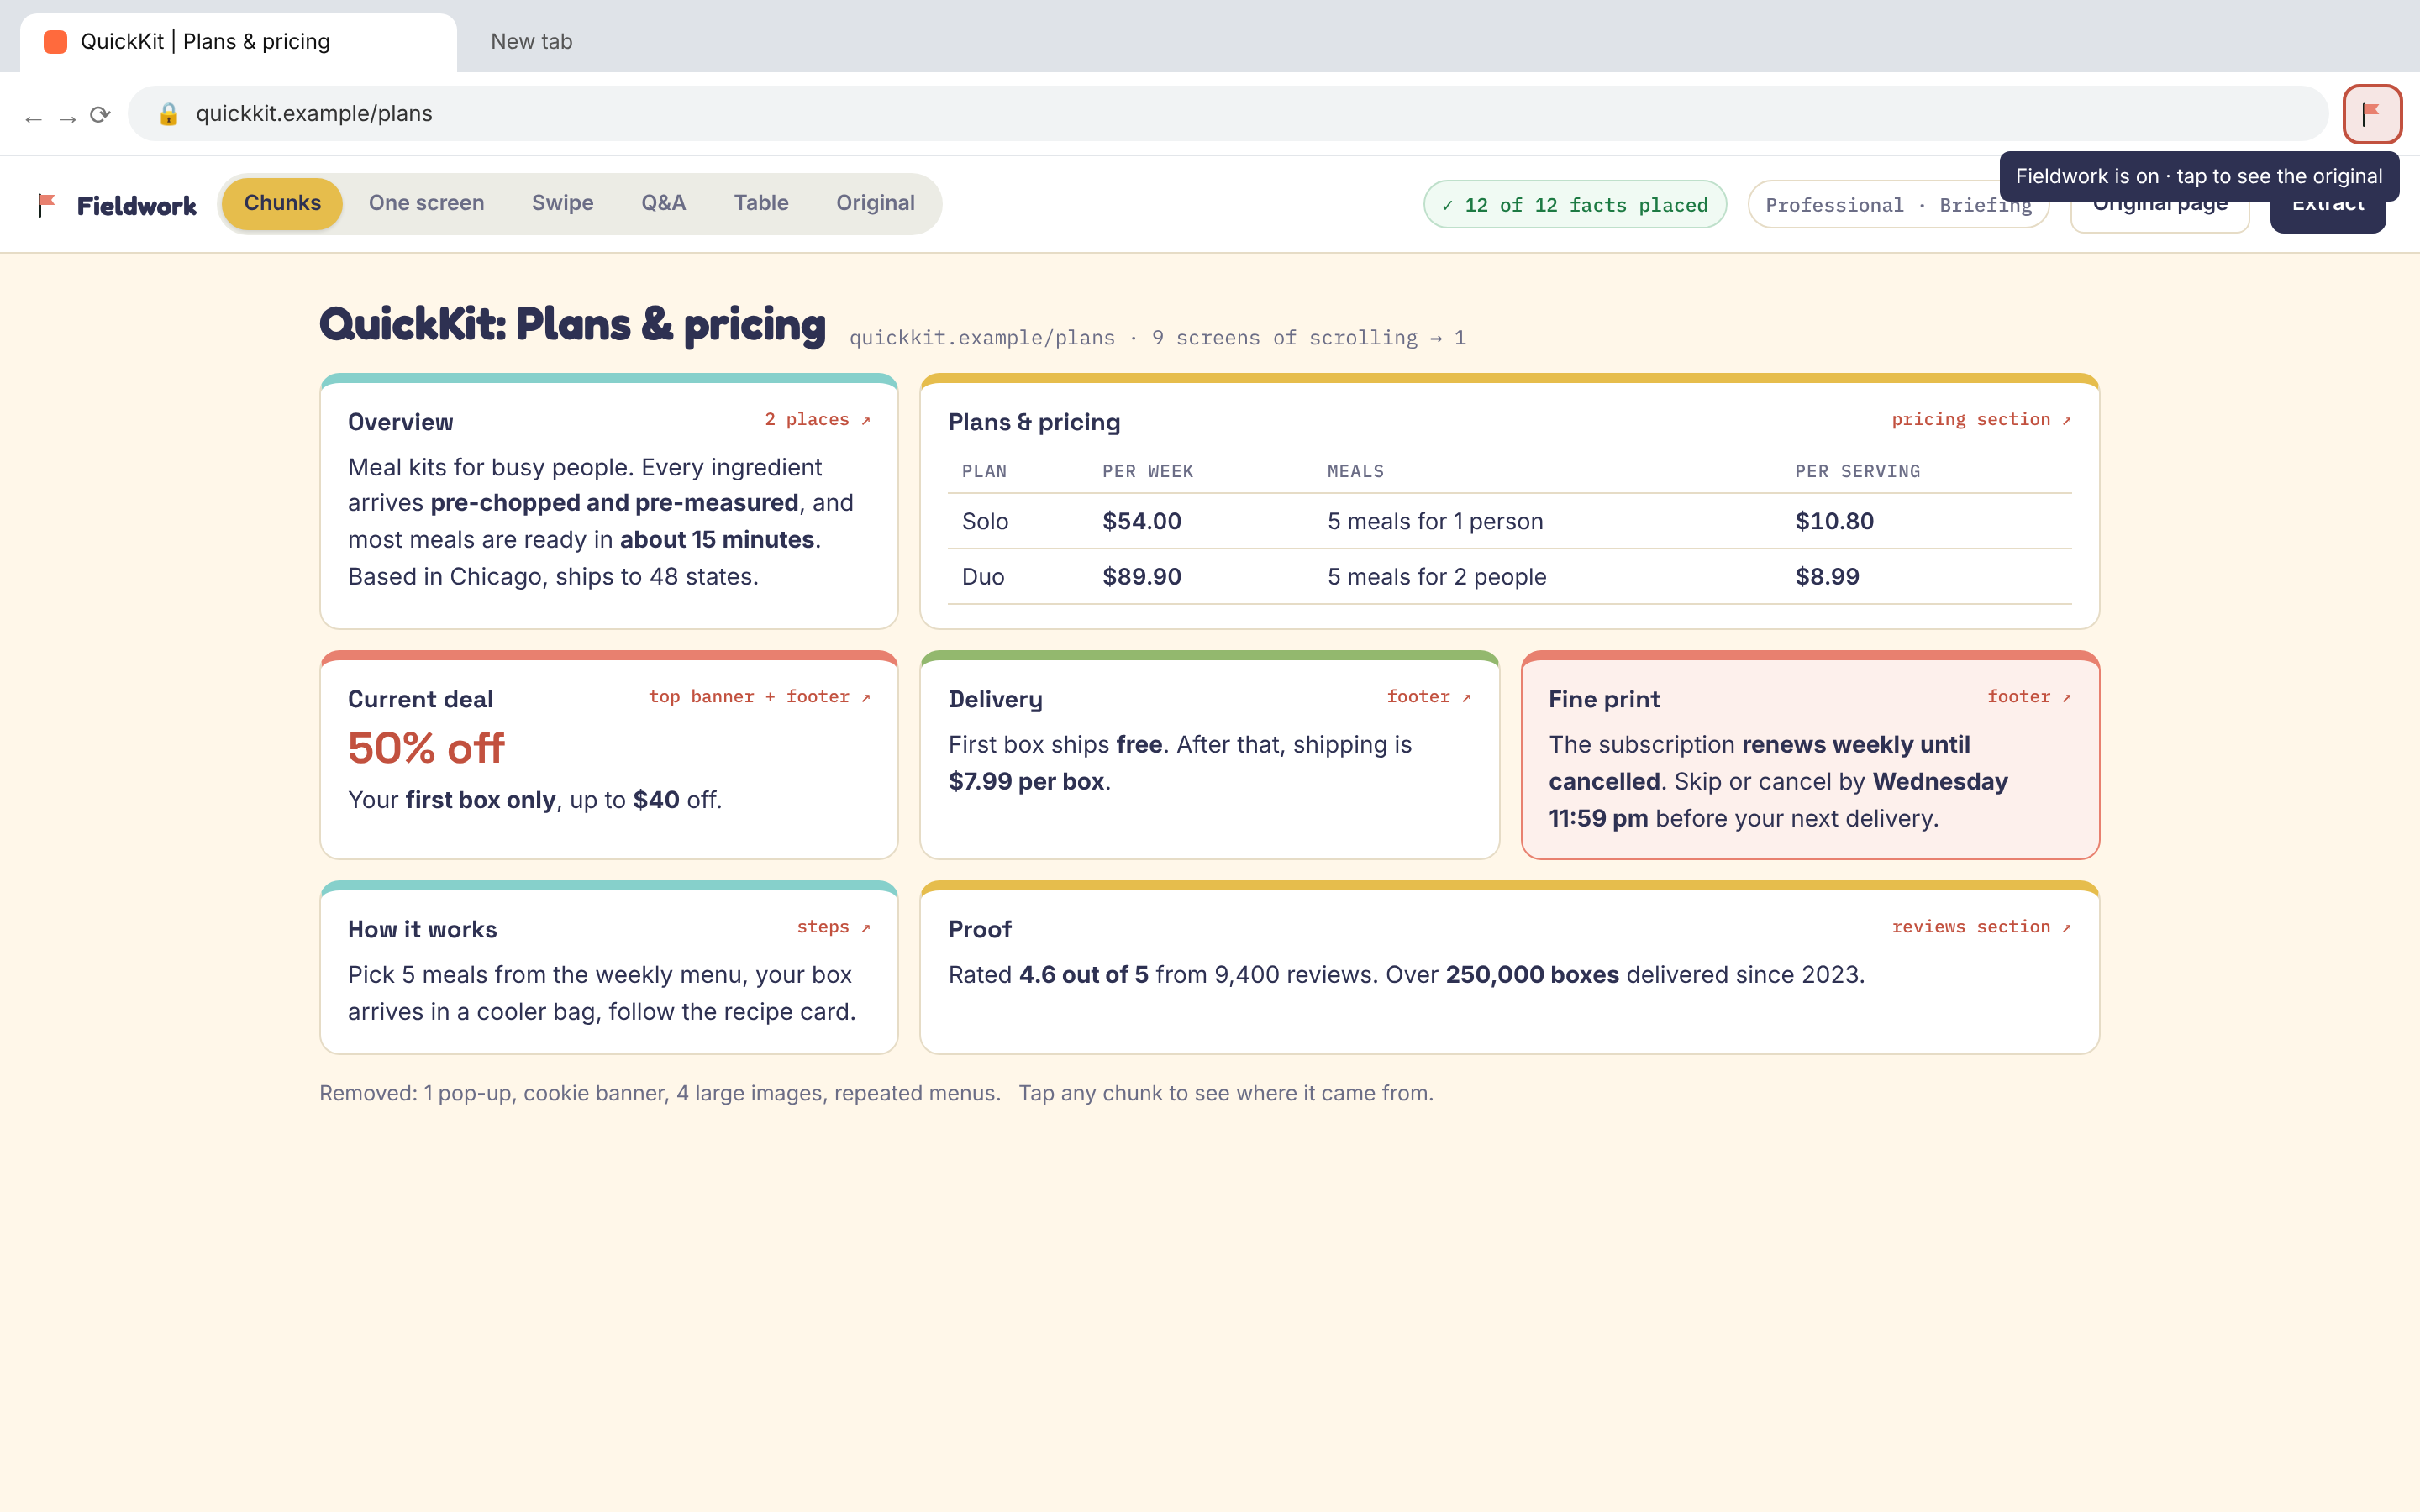 QuickKit | Plans & pricing
New tab
← → ⟳ quickkit.example/plans
Fieldwork is on · tap to see the original
Fieldwork
Chunks One screen Swipe Q&A Table Original
✓ 12 of 12 facts placed
Professional · Briefing
Original page
Extract
QuickKit: Plans & pricing
quickkit.example/plans · 9 screens of scrolling → 1
Overview
2 places ↗
Meal kits for busy people. Every ingredient
arrives pre-chopped and pre-measured, and
most meals are ready in about 15 minutes.
Based in Chicago, ships to 48 states.
Plans & pricing
pricing section ↗
PLAN PER WEEK MEALS PER SERVING
Solo $54.00 5 meals for 1 person $10.80
Duo $89.90 5 meals for 2 people $8.99
Current deal
top banner + footer ↗
50% off
Your first box only, up to $40 off.
Delivery
footer ↗
First box ships free. After that, shipping is
$7.99 per box.
Fine print
footer ↗
The subscription renews weekly until
cancelled. Skip or cancel by Wednesday
11:59 pm before your next delivery.
How it works
steps ↗
Pick 5 meals from the weekly menu, your box
arrives in a cooler bag, follow the recipe card.
Proof
reviews section ↗
Rated 4.6 out of 5 from 9,400 reviews. Over 250,000 boxes delivered since 2023.
Removed: 1 pop-up, cookie banner, 4 large images, repeated menus. Tap any chunk to see where it came from.